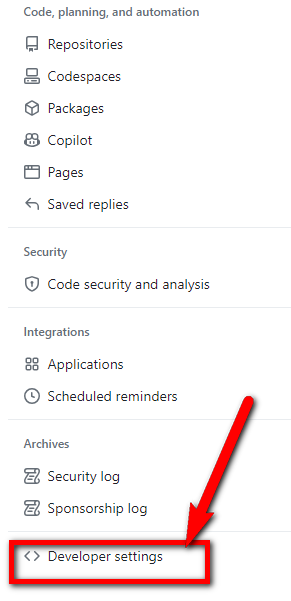 Code, planning, and automation
Repositories
Codespaces
Packages
Copilot
Pages
Saved replies
Security
Code security and analysis
Integrations
Applications
Scheduled reminders
Archives
Security log
Sponsorship log
Developer settings